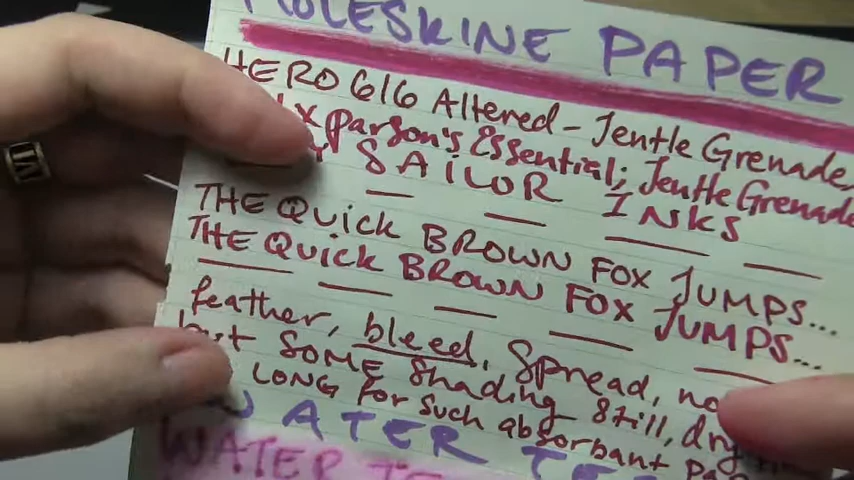 MOLESKINE PAPER
HERO 616 Altered - Jentle Grenade,
parson's Essential; Jentle Grenade
SAILOR INKS
THE QUICK BROWN FOX JUMPS...
THE QUICK BROWN FOX JUMPS...
feather, bleed, Spread, no
but SOME Shading still, dry
LONG for such absorbant
WATER
WATER